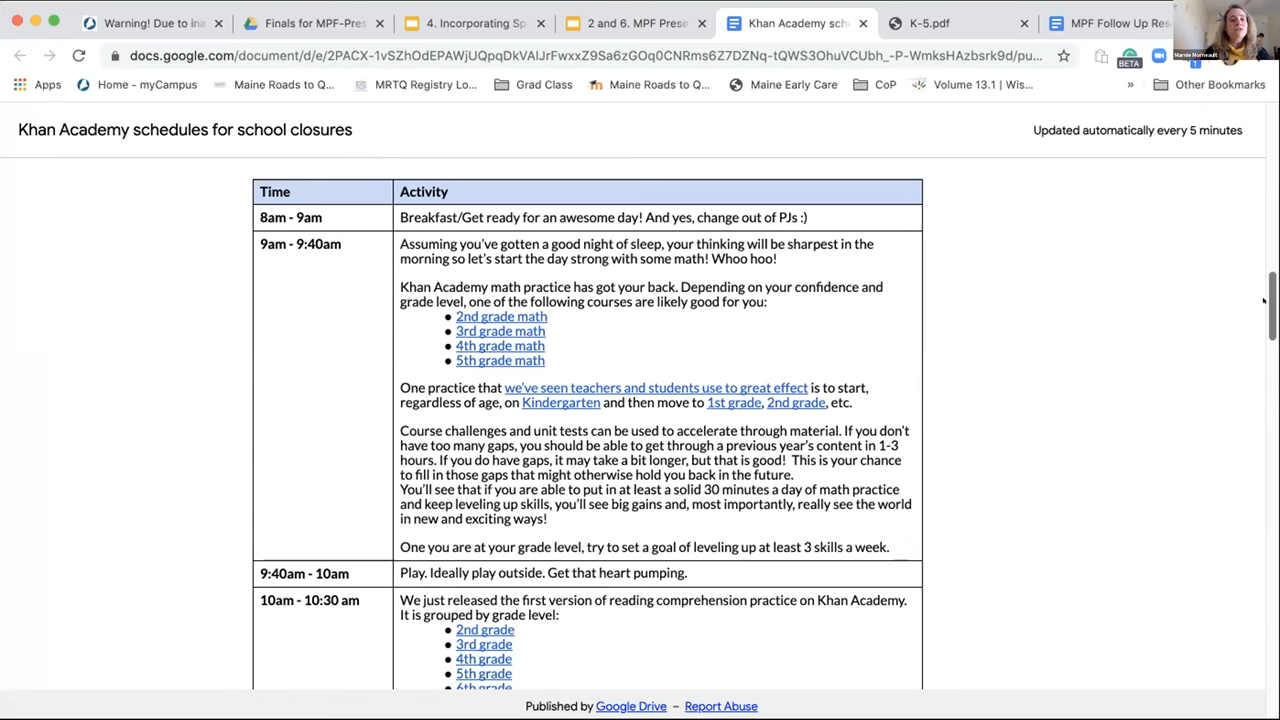 Warning! Due to ina
Finals for MPF-Pres
4. Incorporating Spe
2 and 6. MPF Prese
Khan Academy sche
K-5.pdf
MPF Follow Up Res
Marnie Morneault
docs.google.com/document/d/e/2PACX-
BETA
1
Apps
Home - myCampus
Maine Roads to Q...
MRTQ Registry Lo...
Grad Class
Maine Roads to Q...
Maine Early Care
CoP
Volume 13.1 | Wis...
»
Other Bookmarks
Khan Academy schedules for school closures
Updated automatically every 5 minutes
Time
Activity
8am - 9am
Breakfast/Get ready for an awesome day! And yes, change out of PJs :)
9am - 9:40am
Assuming you've gotten a good night of sleep, your thinking will be sharpest in the
morning so let's start the day strong with some math! Whoo hoo!
Khan Academy math practice has got your back. Depending on your confidence and
grade level, one of the following courses are likely good for you:
● 2nd grade math
● 3rd grade math
● 4th grade math
● 5th grade math
One practice that we've seen teachers and students use to great effect is to start,
regardless of age, on Kindergarten and then move to 1st grade, 2nd grade, etc.
Course challenges and unit tests can be used to accelerate through material. If you don't
have too many gaps, you should be able to get through a previous year's content in 1-3
hours. If you do have gaps, it may take a bit longer, but that is good! This is your chance
to fill in those gaps that might otherwise hold you back in the future.
You'll see that if you are able to put in at least a solid 30 minutes a day of math practice
and keep leveling up skills, you'll see big gains and, most importantly, really see the world
in new and exciting ways!
One you are at your grade level, try to set a goal of leveling up at least 3 skills a week.
9:40am - 10am
Play. Ideally play outside. Get that heart pumping.
10am - 10:30 am
We just released the first version of reading comprehension practice on Khan Academy.
It is grouped by grade level:
● 2nd grade
● 3rd grade
● 4th grade
● 5th grade
● 6th grade
Published by Google Drive – Report Abuse